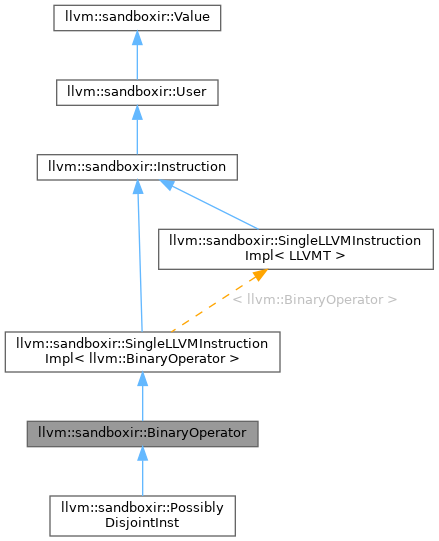 llvm::sandboxir::Value
llvm::sandboxir::User
llvm::sandboxir::Instruction
llvm::sandboxir::SingleLLVMInstruction
Impl< LLVMT >
< llvm::BinaryOperator >
llvm::sandboxir::SingleLLVMInstruction
Impl< llvm::BinaryOperator >
llvm::sandboxir::BinaryOperator
llvm::sandboxir::Possibly
DisjointInst